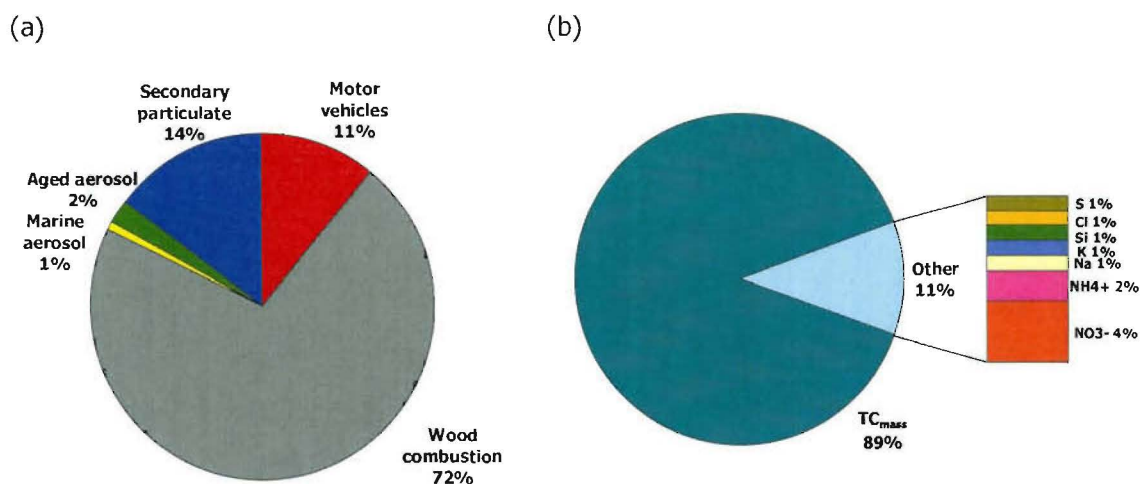 (a)
(b)
Secondary
particulate
14%
Motor
vehicles
11%
Aged aerosol
2%
Marine
aerosol
1%
Wood
combustion
72%
Other
11%
TCmass
89%
S 1%
Cl 1%
Si 1%
K 1%
Na 1%
NH4+ 2%
NO3- 4%